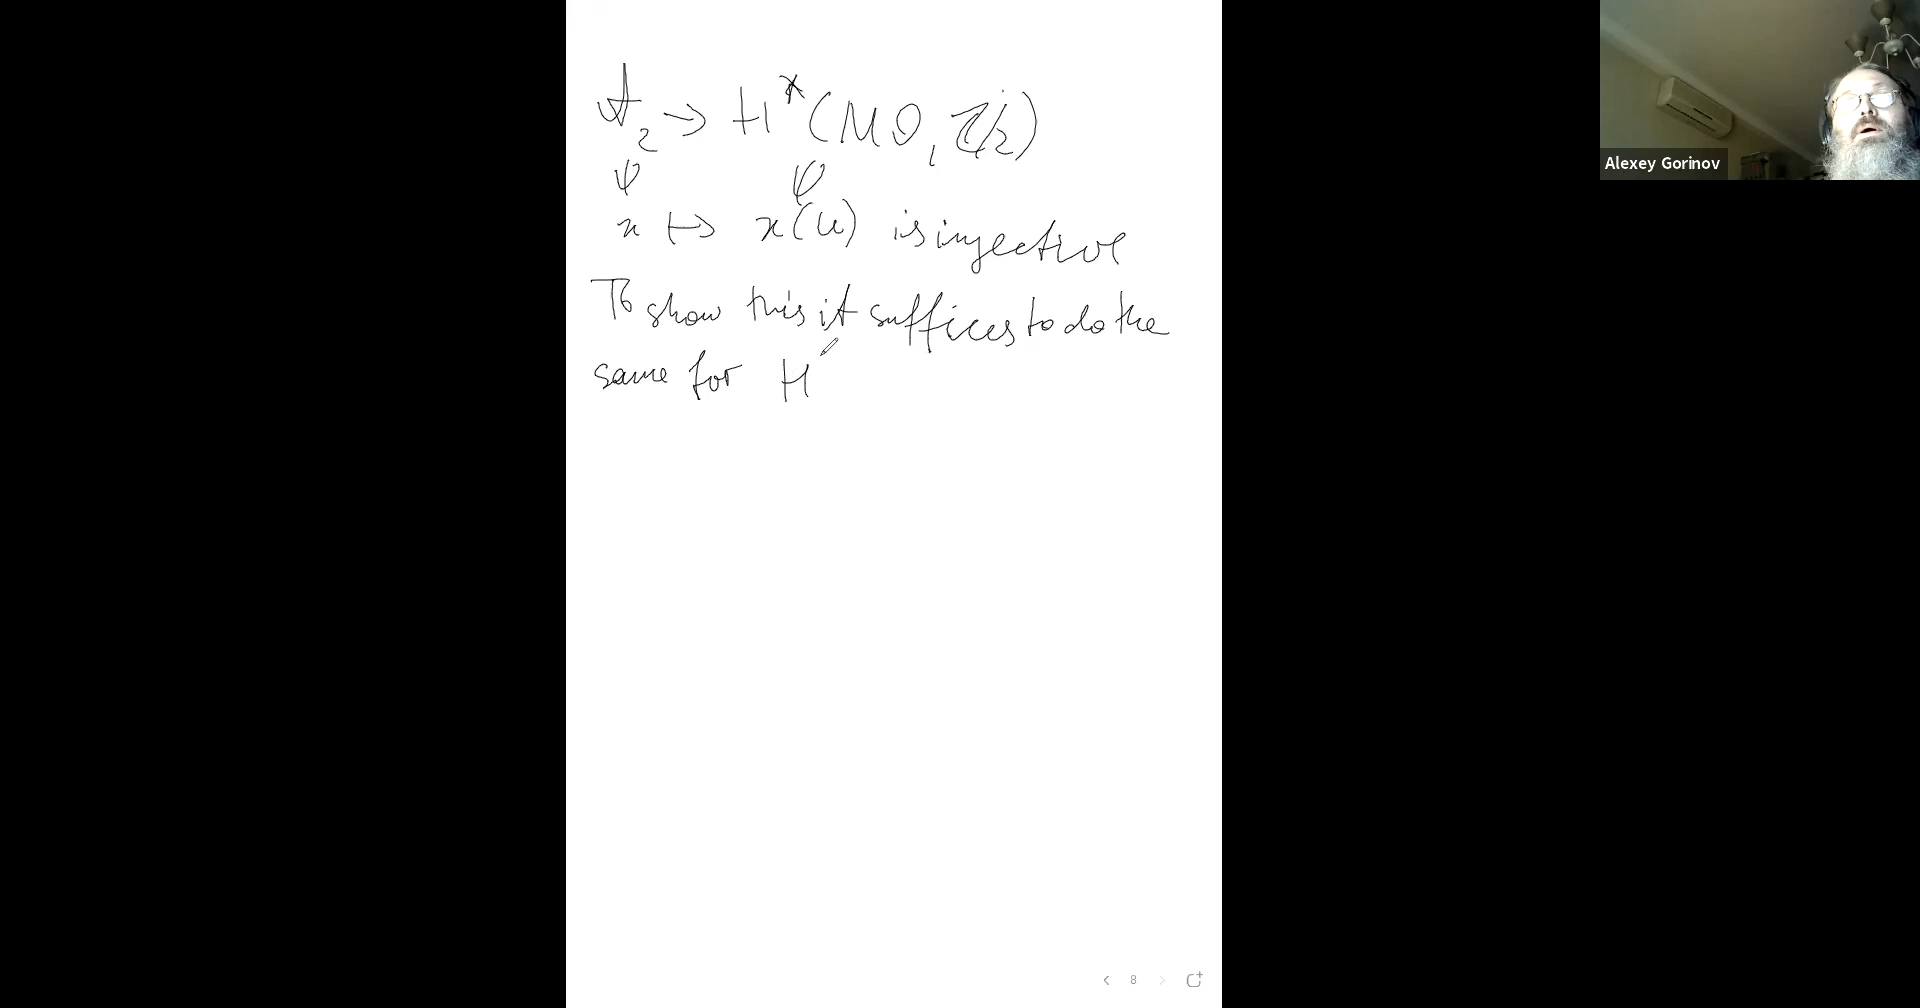 𝒜₂ → H*(MO, ℤ/2)
ψ ψ
x ↦ x(u) is injective
To show this it suffices to do the
same for H
Alexey Gorinov
8